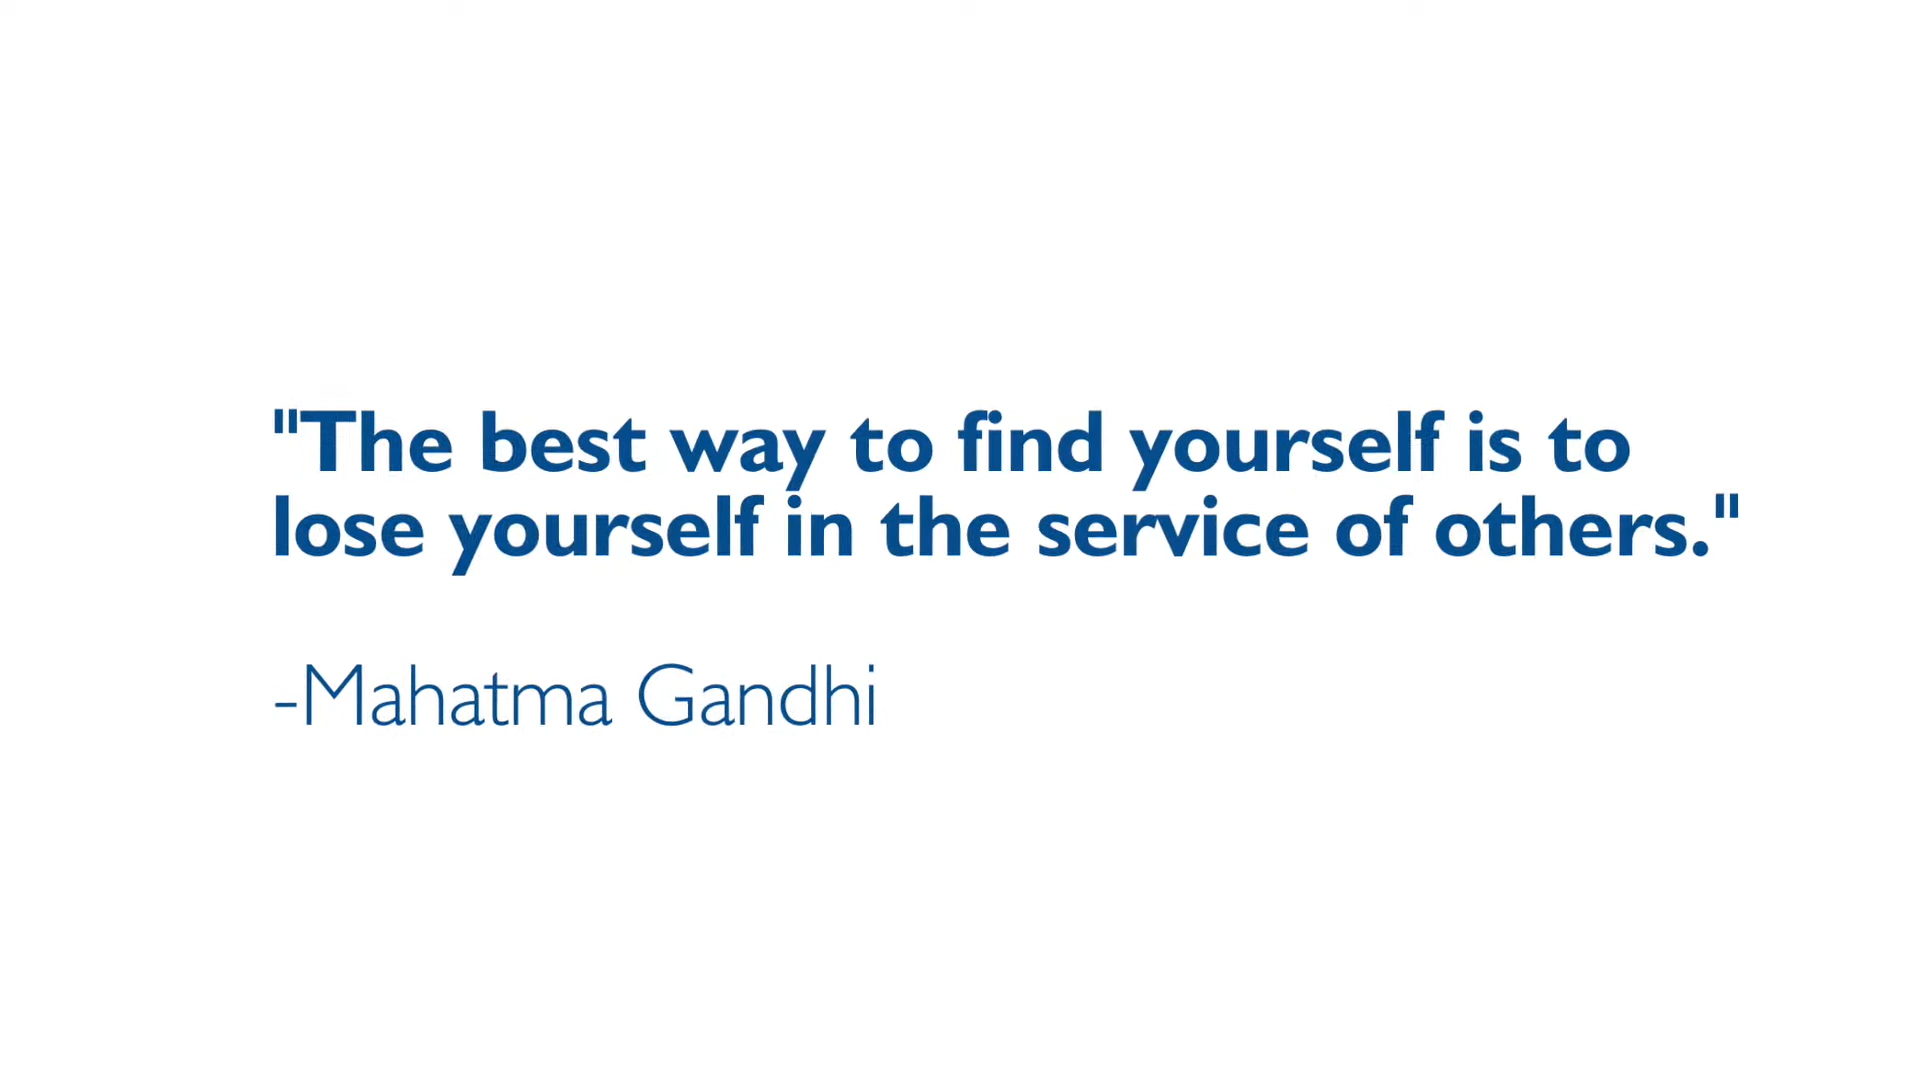 "The best way to find yourself is to
lose yourself in the service of others."
-Mahatma Gandhi